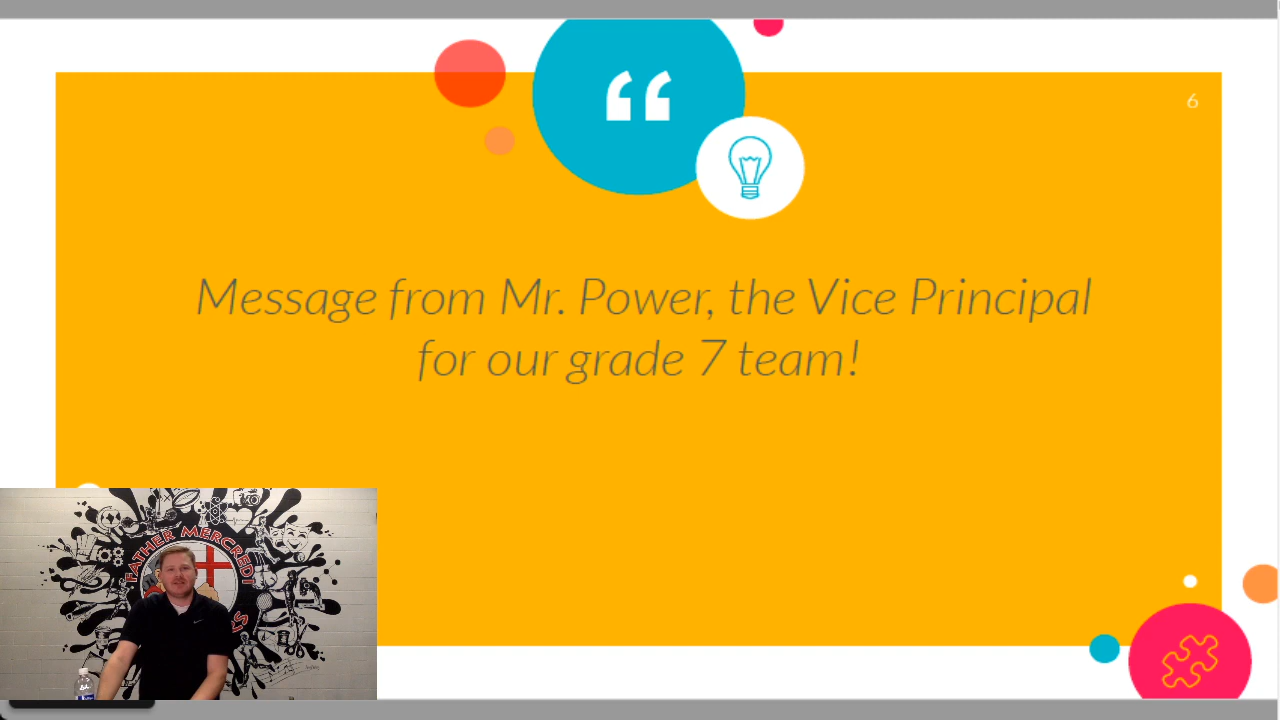 “
6
Message from Mr. Power, the Vice Principal
for our grade 7 team!
FATHER MERCREDI